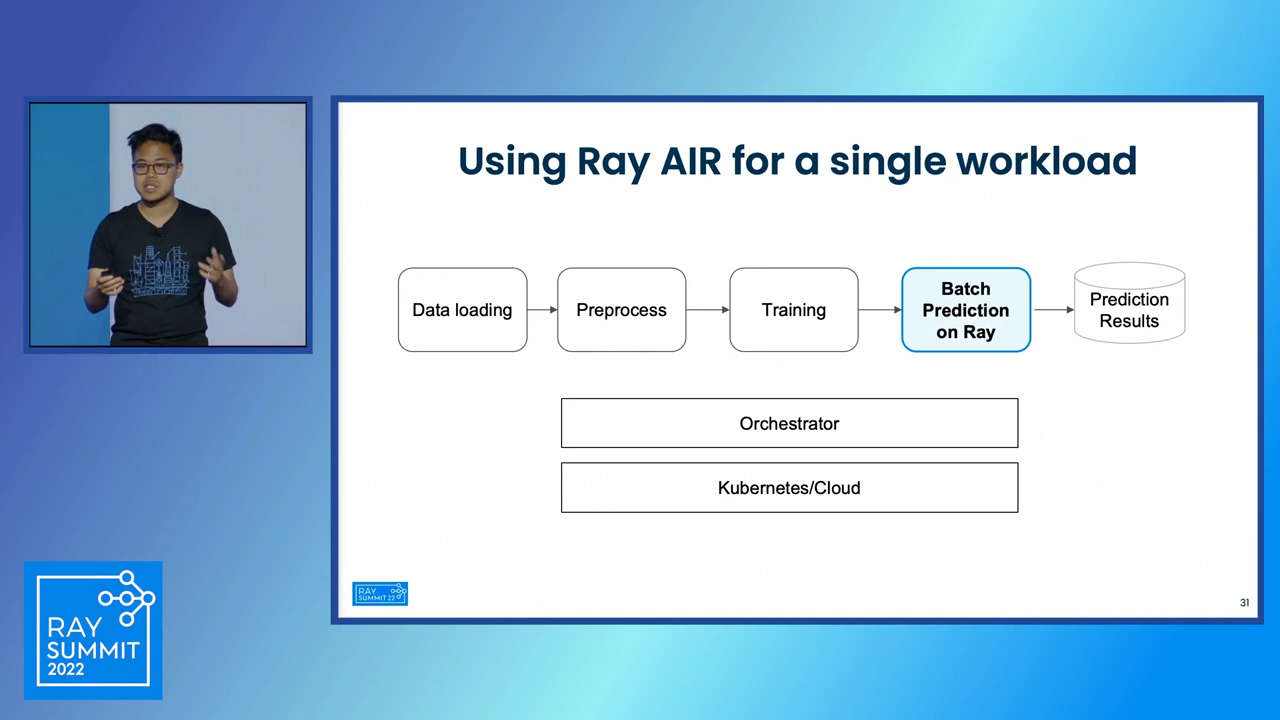 Using Ray AIR for a single workload
Data loading
Preprocess
Training
Batch
Prediction
on Ray
Prediction
Results
Orchestrator
Kubernetes/Cloud
RAY
SUMMIT 22
31
RAY
SUMMIT
2022